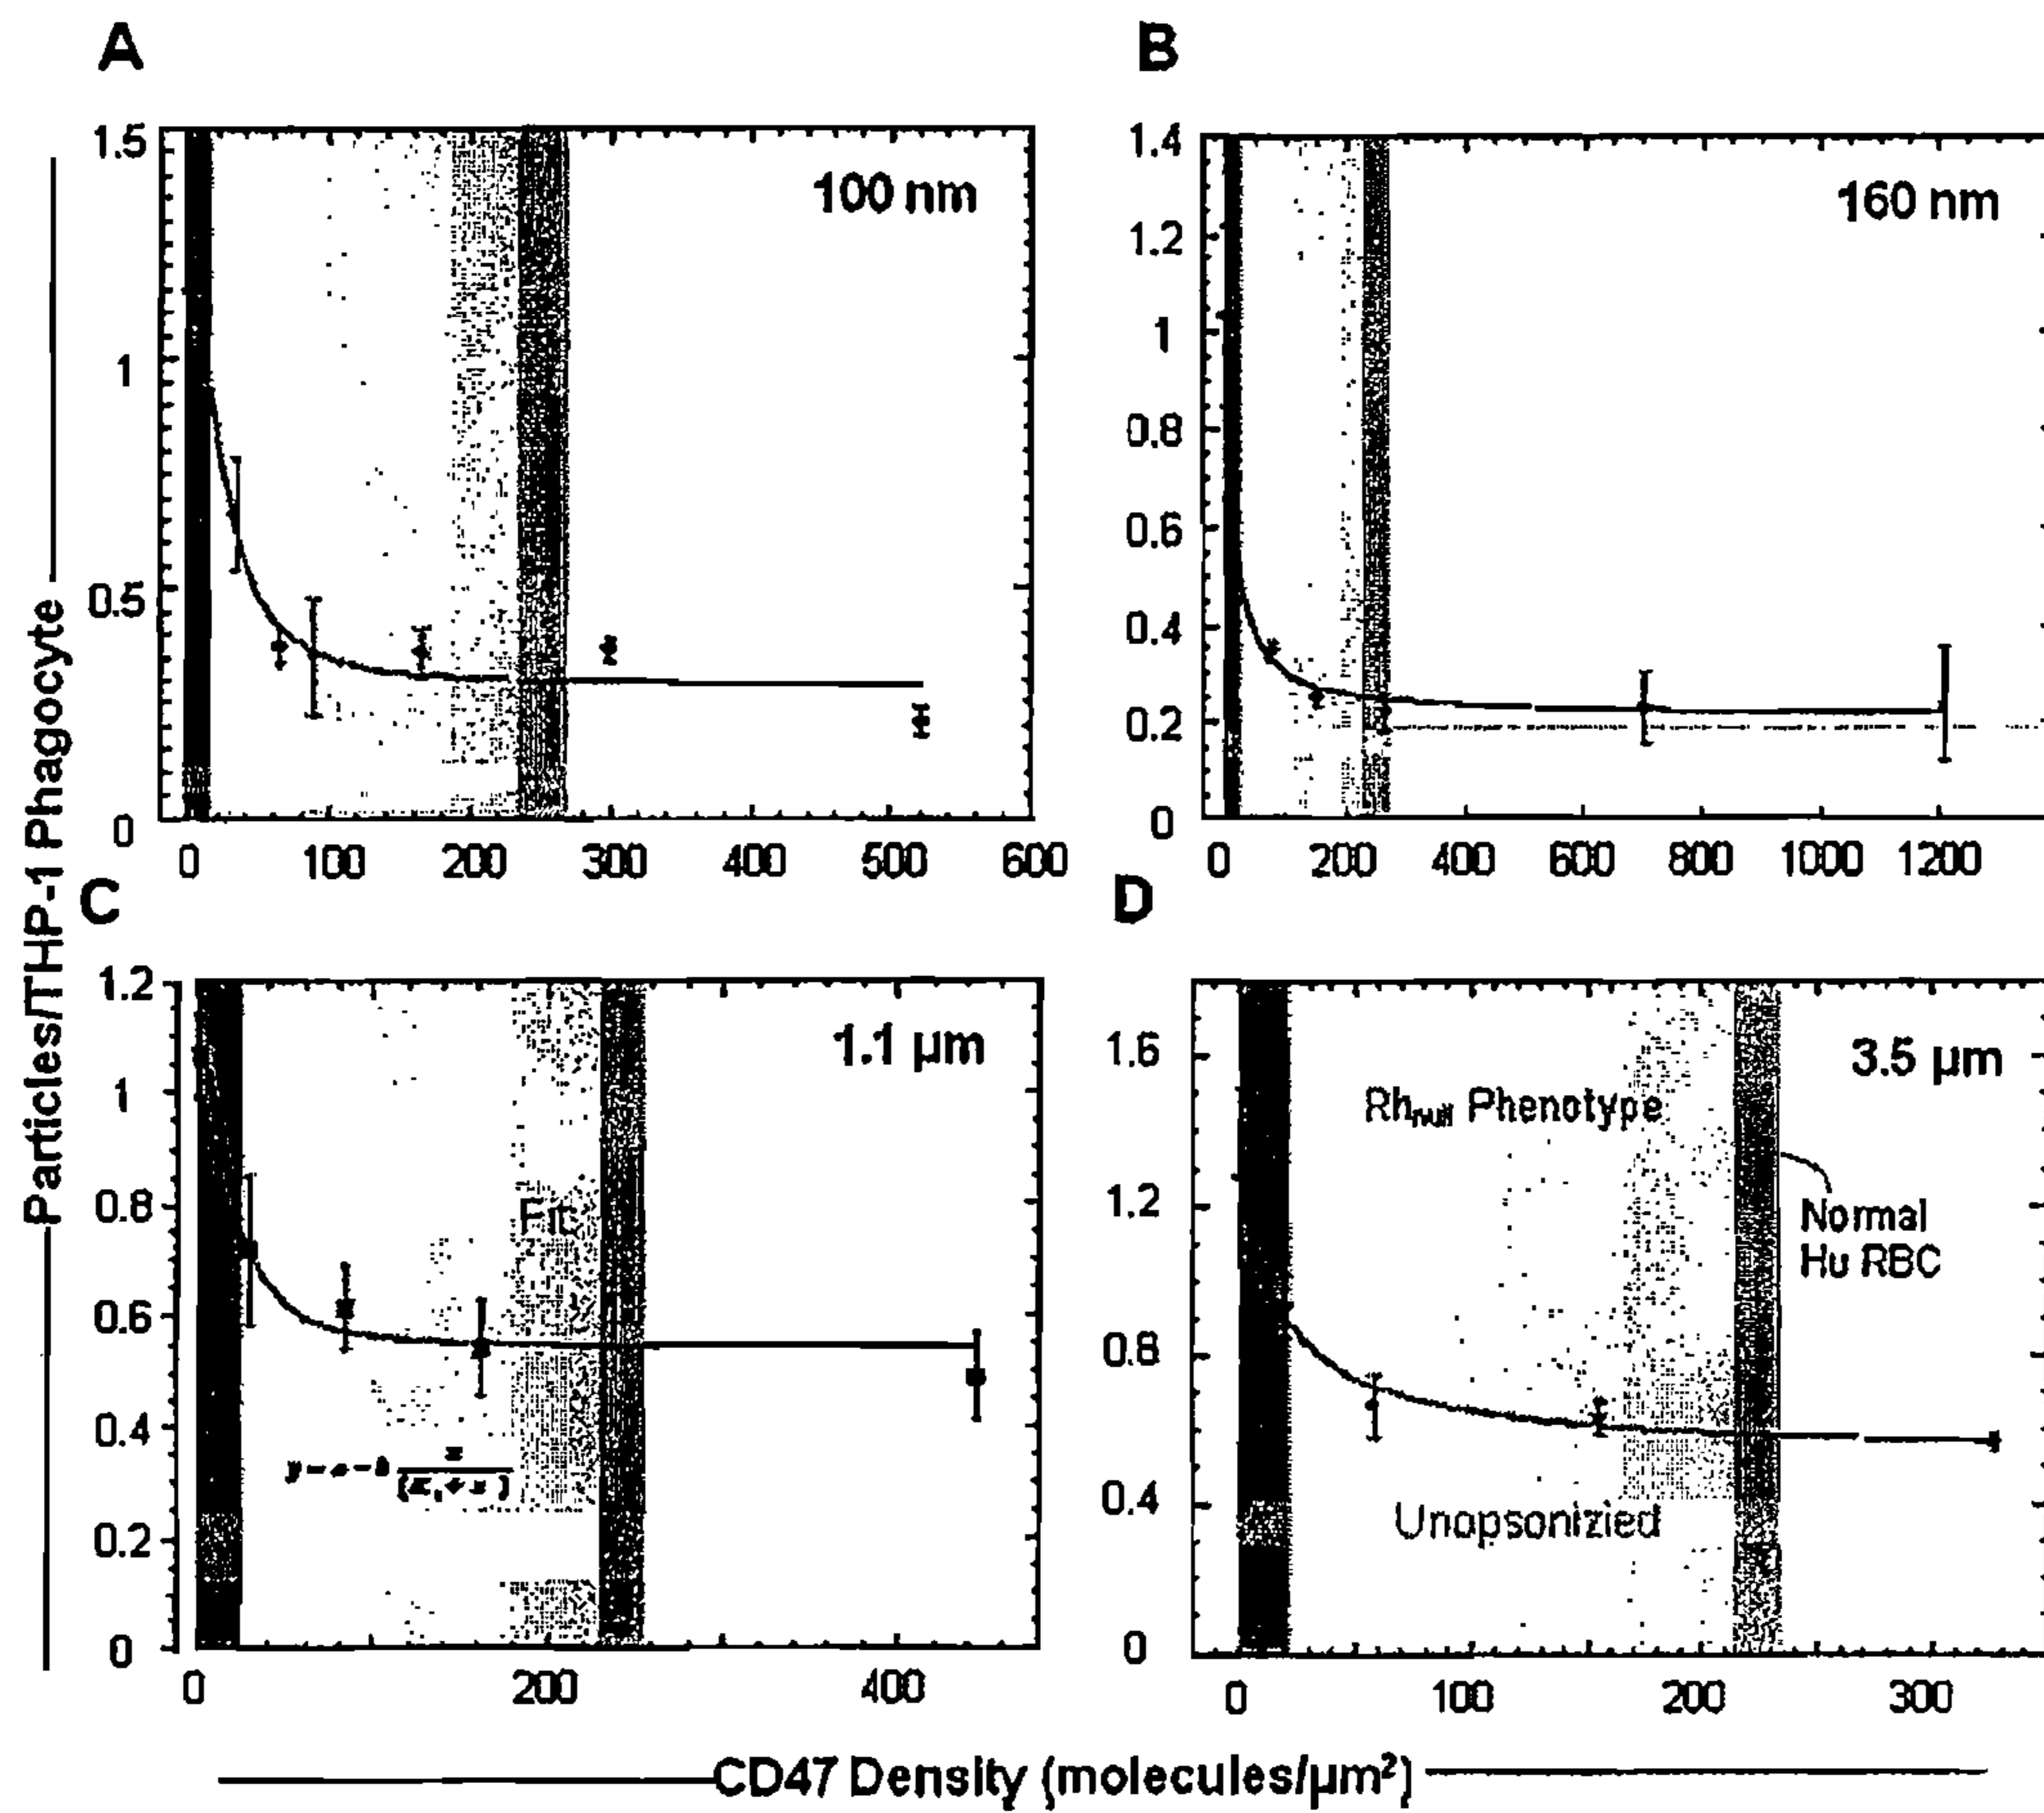 A
B
Particles/THP-1 Phagocyte
1.5
1
0.5
0
100 nm
0 100 200 300 400 500 600
1.4
1.2
1
0.8
0.6
0.4
0.2
0
160 nm
0 200 400 600 800 1000 1200
C
D
1.2
1
0.8
0.6
0.4
0.2
0
1.1 µm
Fit
0 200 400
1.6
1.2
0.8
0.4
0
3.5 µm
Rhnull Phenotype
Normal
Hu RBC
Unopsonizied
0 100 200 300
CD47 Density (molecules/µm²)